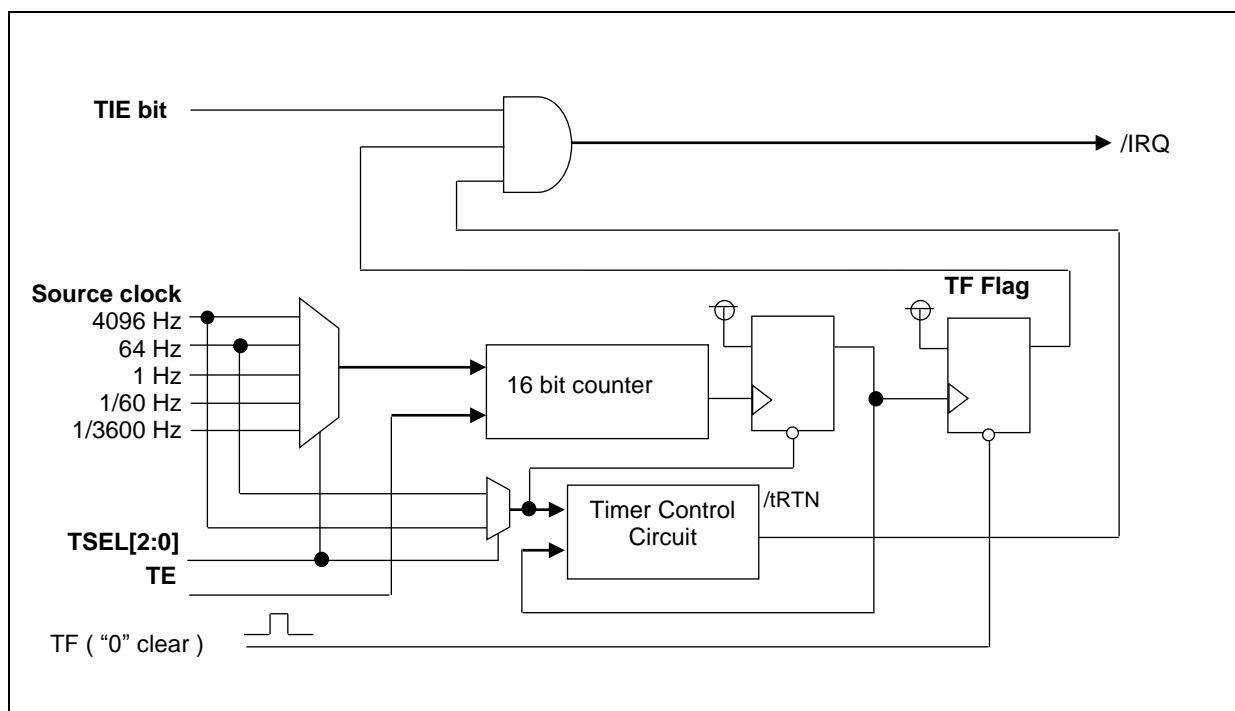 TIE bit
/IRQ
Source clock
4096 Hz
64 Hz
1 Hz
1/60 Hz
1/3600 Hz
16 bit counter
TF Flag
/tRTN
Timer Control
Circuit
TSEL[2:0]
TE
TF ( “0” clear )